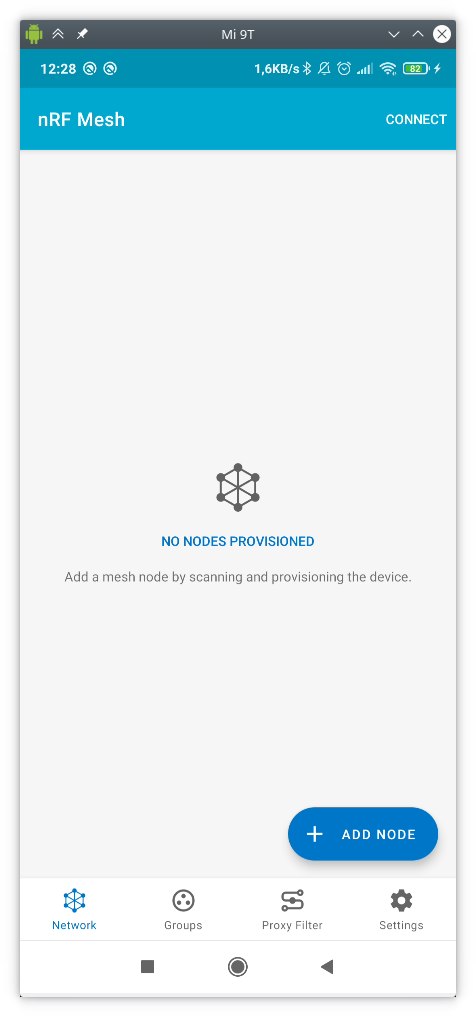 Mi 9T
12:28 1,6KB/s 82
nRF Mesh CONNECT
NO NODES PROVISIONED
Add a mesh node by scanning and provisioning the device.
ADD NODE
Network Groups Proxy Filter Settings